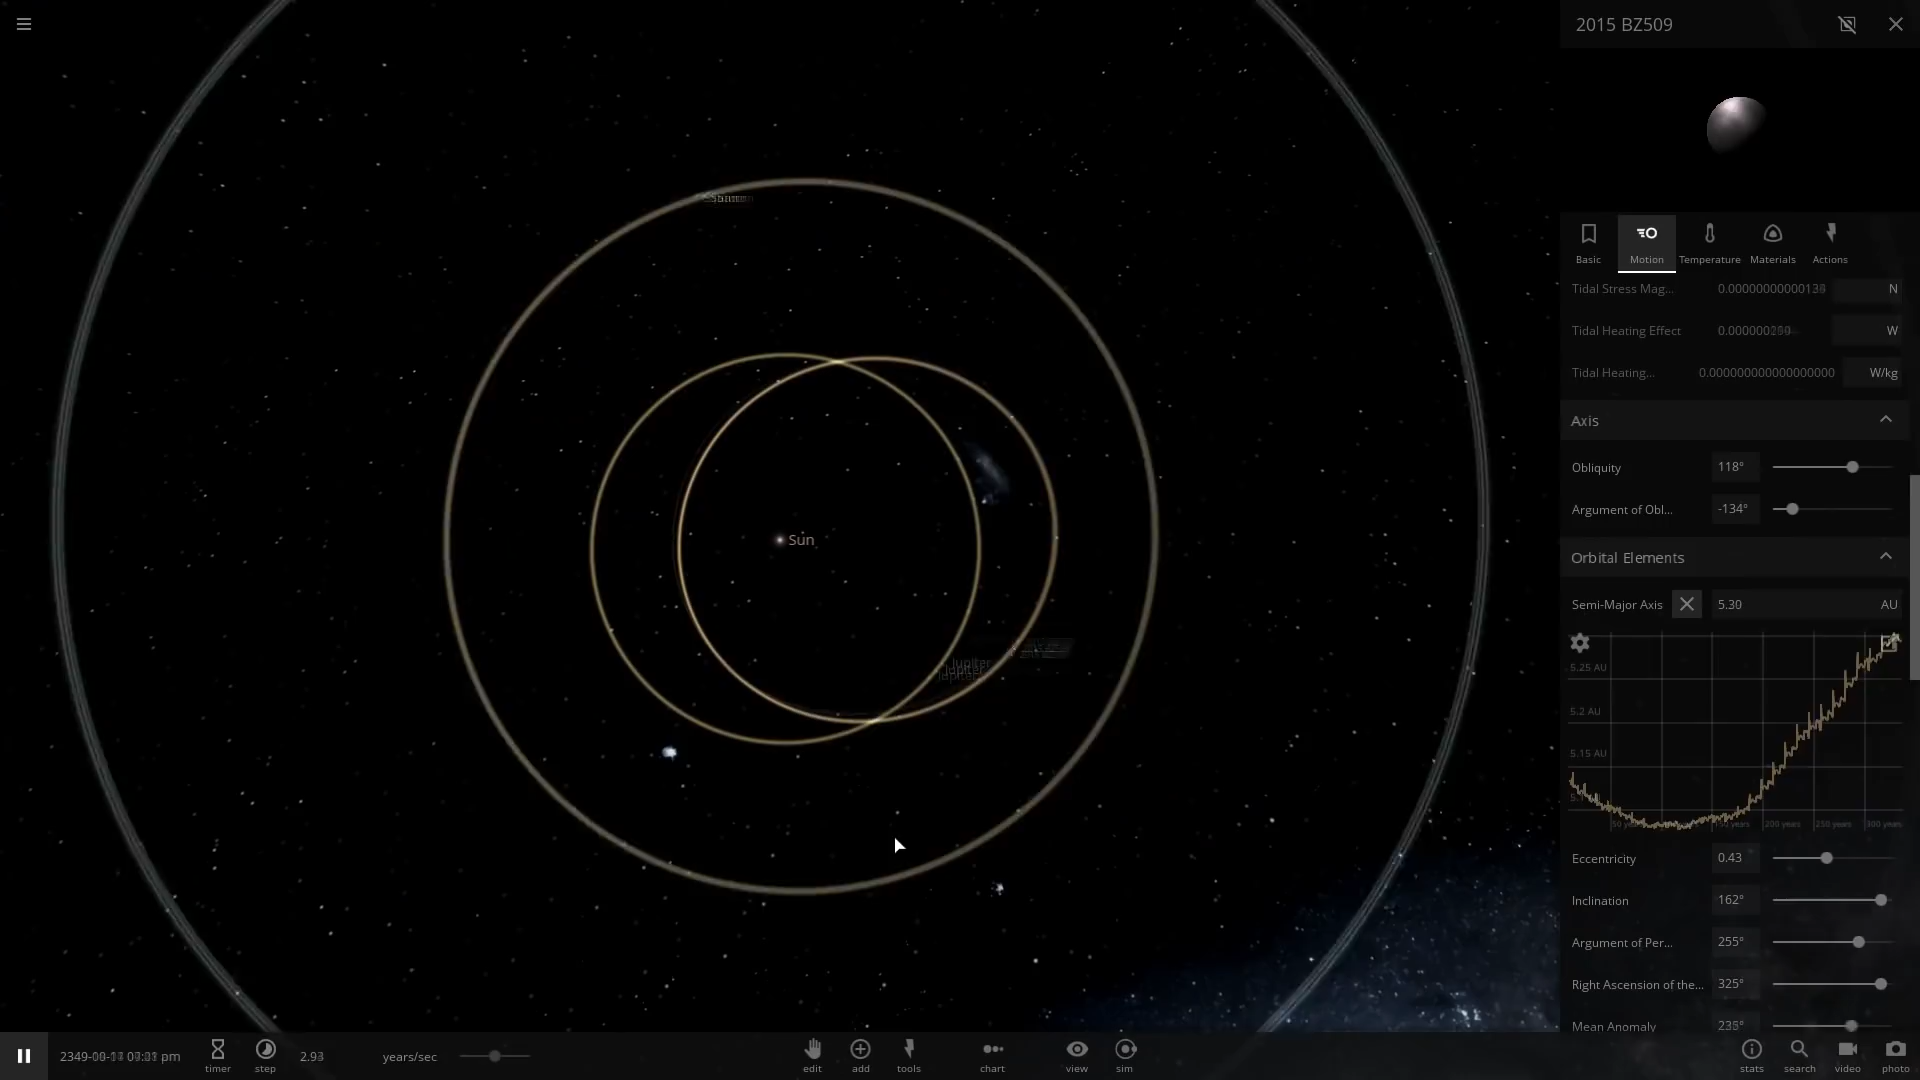 2015 BZ509
Basic
Motion
Temperature
Materials
Actions
Tidal Stress Mag... N
Tidal Heating Effect W
Tidal Heating... 0.000000000000000000 W/kg
Axis
Obliquity 118°
Argument of Obl... -134°
Orbital Elements
Semi-Major Axis 5.30 AU
5.25 AU
5.2 AU
5.15 AU
200 years
250 years
300 years
Eccentricity 0.43
Inclination 162°
Argument of Per... 255°
Right Ascension of the... 325°
Mean Anomaly
Sun
Jupiter
pm
timer
step
years/sec
edit
add
tools
chart
view
sim
stats
search
video
photo